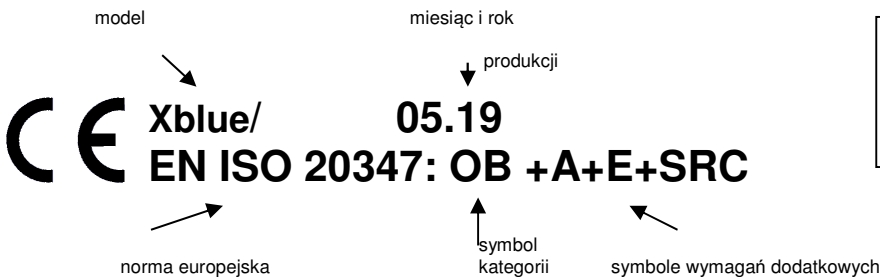 model miesiąc i rok
produkcji
CE Xblue/ 05.19
EN ISO 20347: OB +A+E+SRC
symbol
norma europejska kategorii symbole wymagań dodatkowych